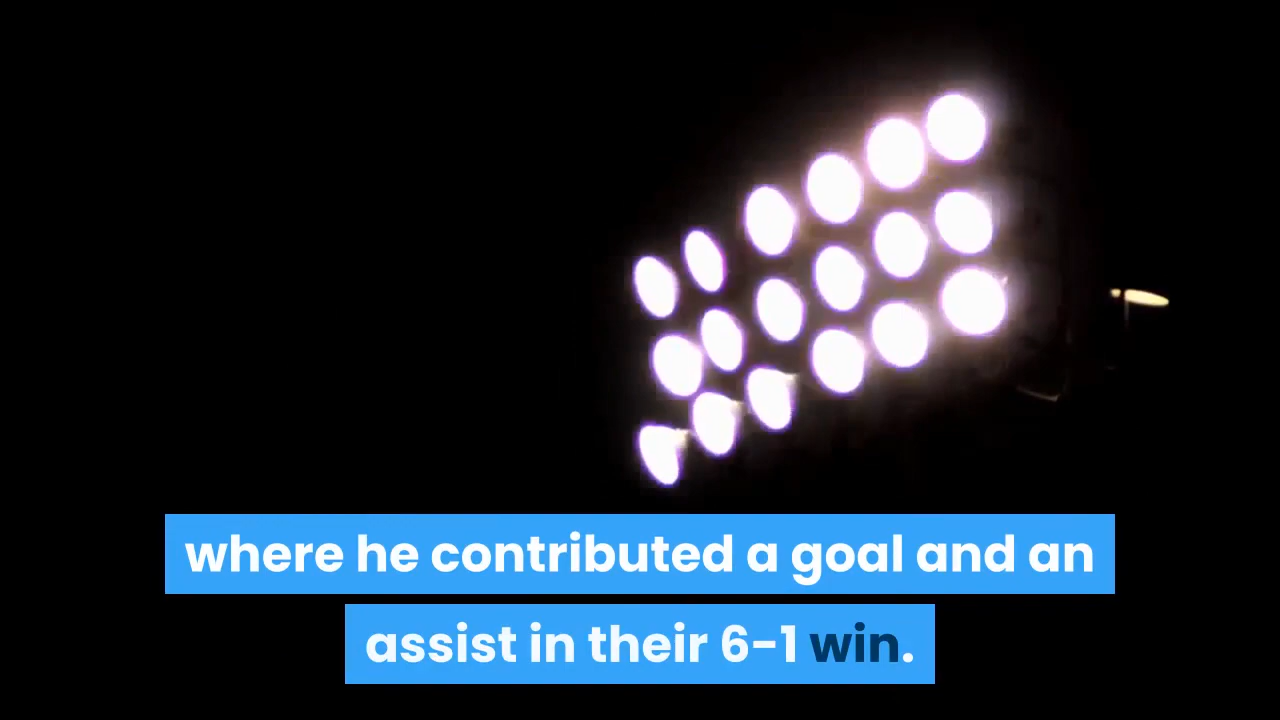 where he contributed a goal and an
assist in their 6-1 win.